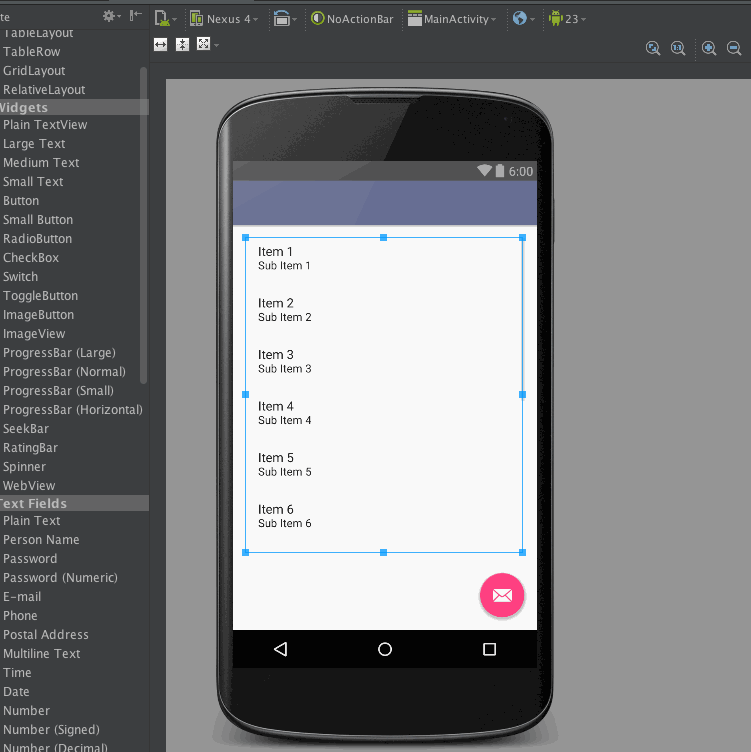 te
Nexus 4
NoActionBar
MainActivity
23
TableLayout
TableRow
GridLayout
RelativeLayout
Widgets
Plain TextView
Large Text
Medium Text
Small Text
Button
Small Button
RadioButton
CheckBox
Switch
ToggleButton
ImageButton
ImageView
ProgressBar (Large)
ProgressBar (Normal)
ProgressBar (Small)
ProgressBar (Horizontal)
SeekBar
RatingBar
Spinner
WebView
Text Fields
Plain Text
Person Name
Password
Password (Numeric)
E-mail
Phone
Postal Address
Multiline Text
Time
Date
Number
Number (Signed)
Number (Decimal)
1:1
6:00
Item 1
Sub Item 1
Item 2
Sub Item 2
Item 3
Sub Item 3
Item 4
Sub Item 4
Item 5
Sub Item 5
Item 6
Sub Item 6